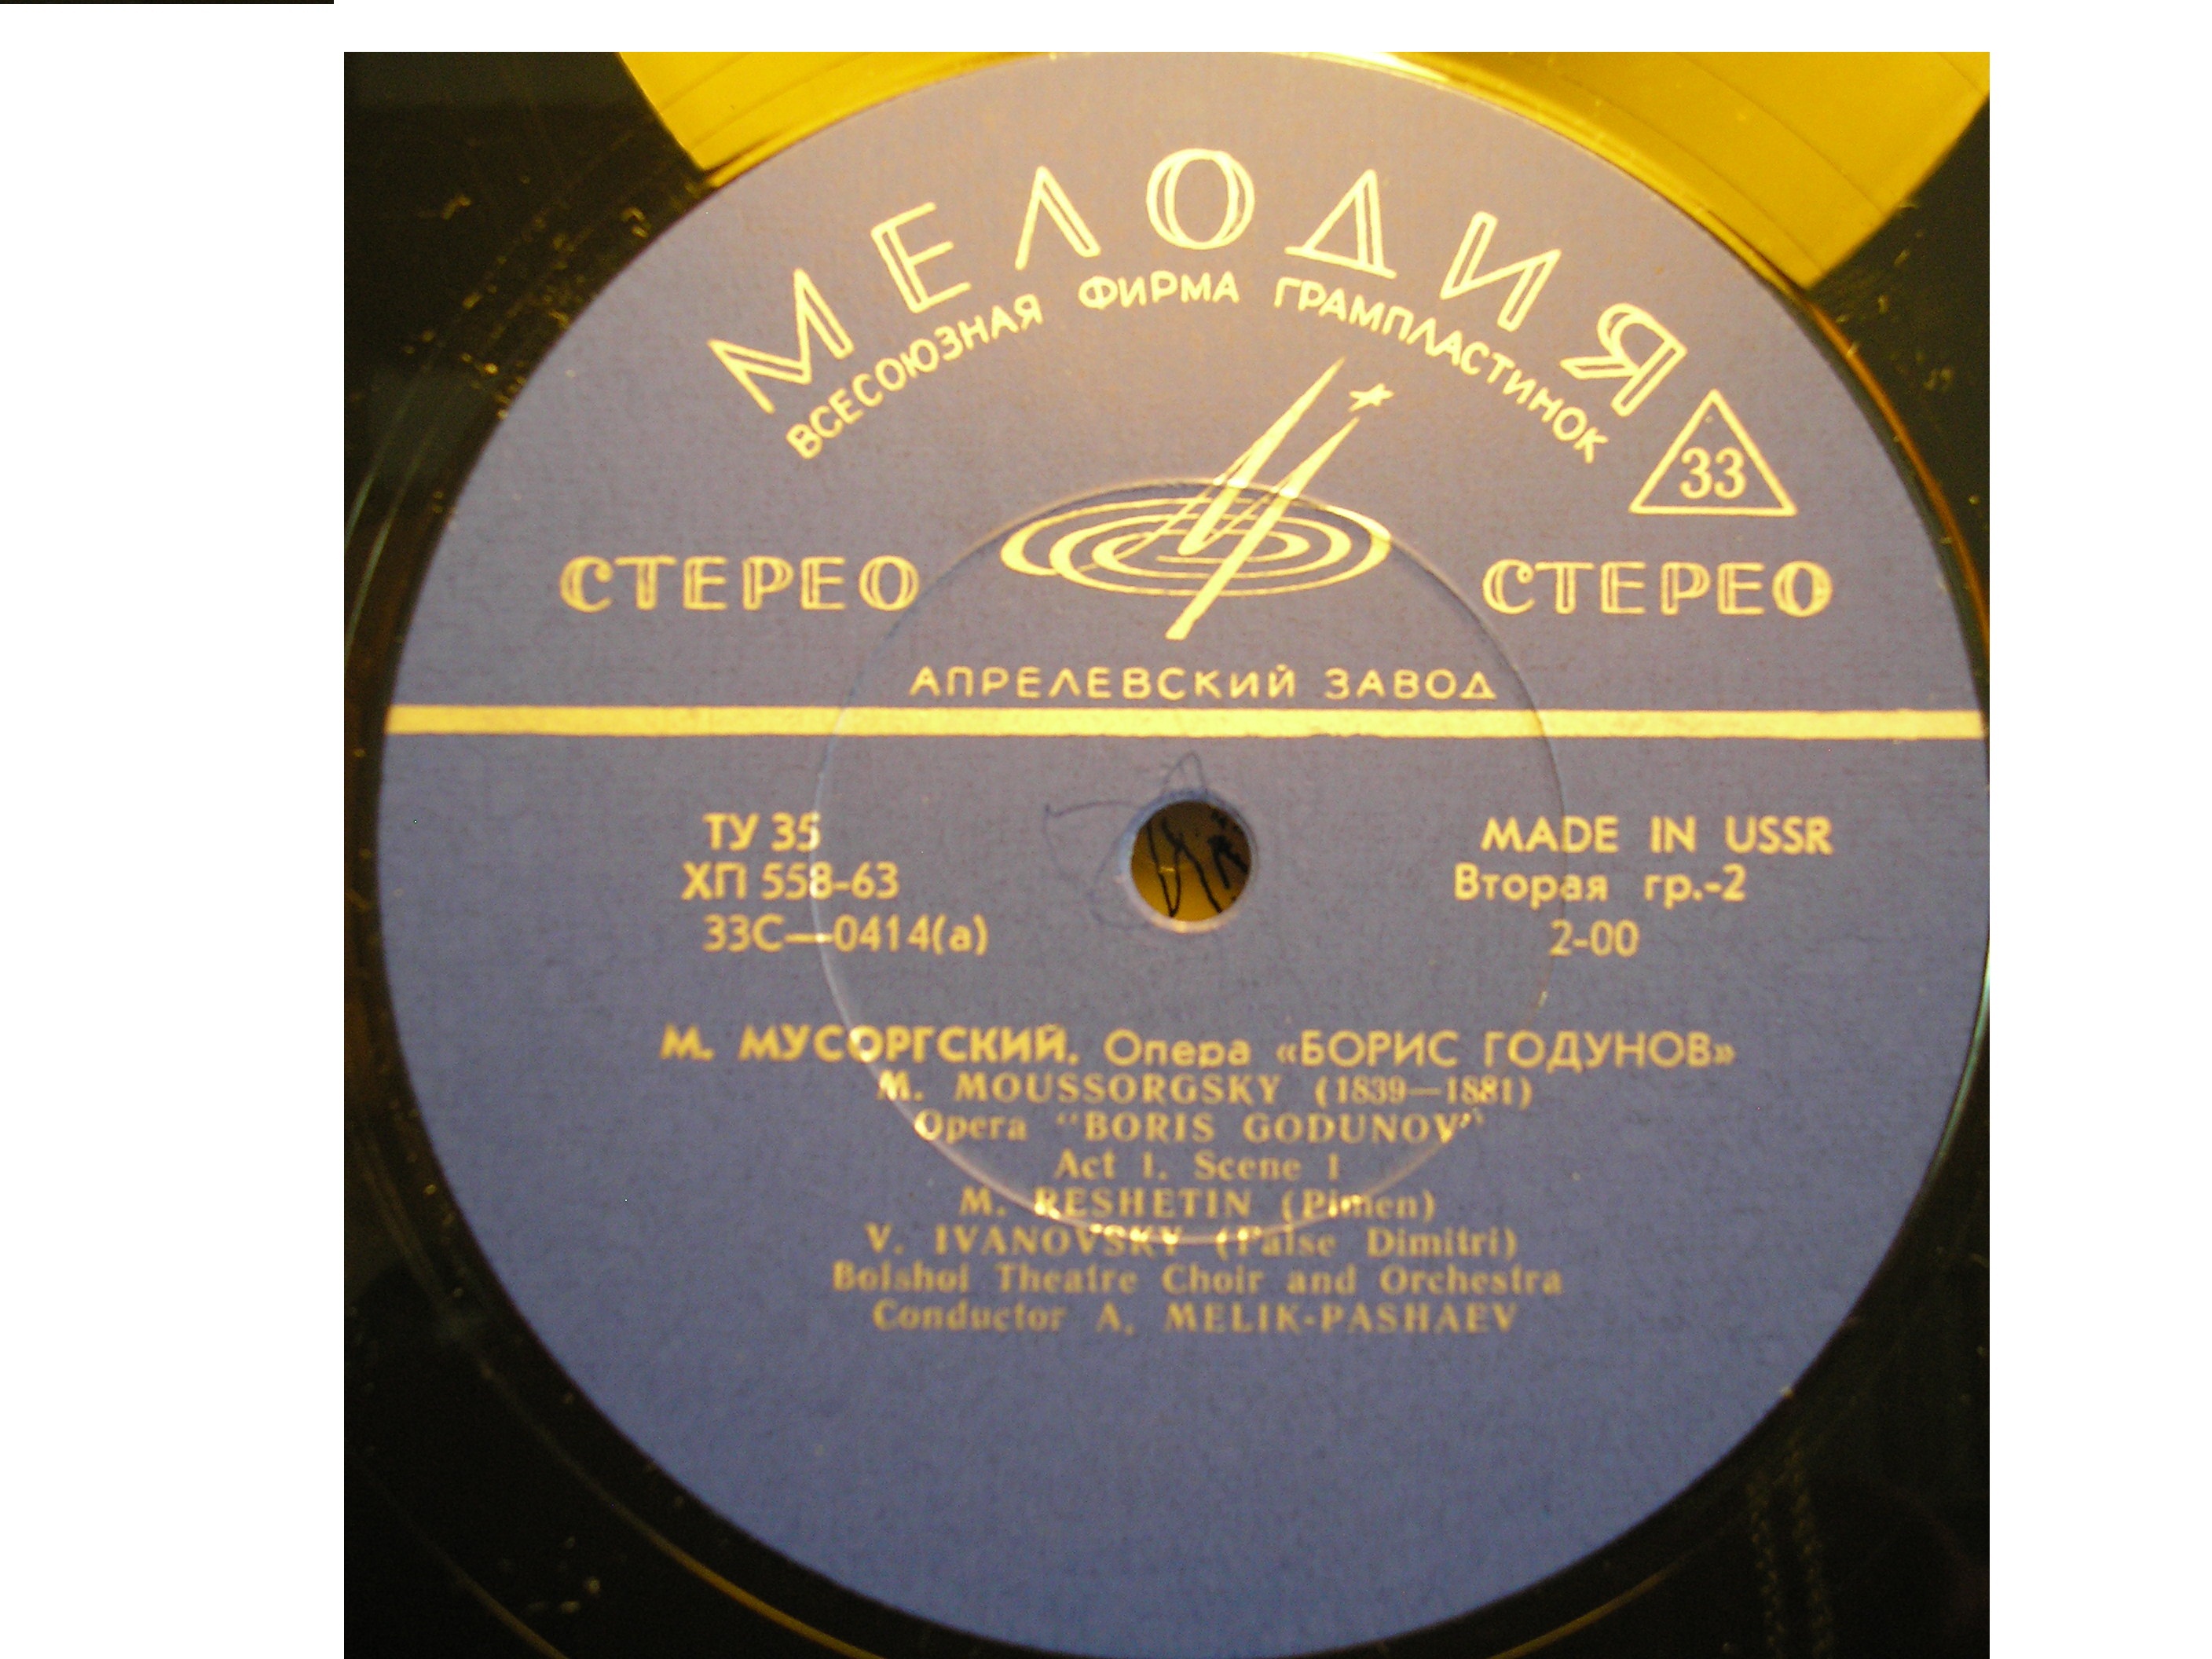 МЕЛОДИЯ
ВСЕСОЮЗНАЯ ФИРМА ГРАМПЛАСТИНОК
33
СТЕРЕО СТЕРЕО
АПРЕЛЕВСКИЙ ЗАВОД
ТУ 35
ХП 558-63
33С—0414(а)
MADE IN USSR
Вторая гр.-2
2-00
М. МУСОРГСКИЙ. Опера «БОРИС ГОДУНОВ»
M. MOUSSORGSKY (1839—1881)
Opera "BORIS GODUNOV"
Act 1. Scene 1
M. RESHETIN (Pimen)
V. IVANOVSKY (False Dimitri)
Bolshoi Theatre Choir and Orchestra
Conductor A. MELIK-PASHAEV